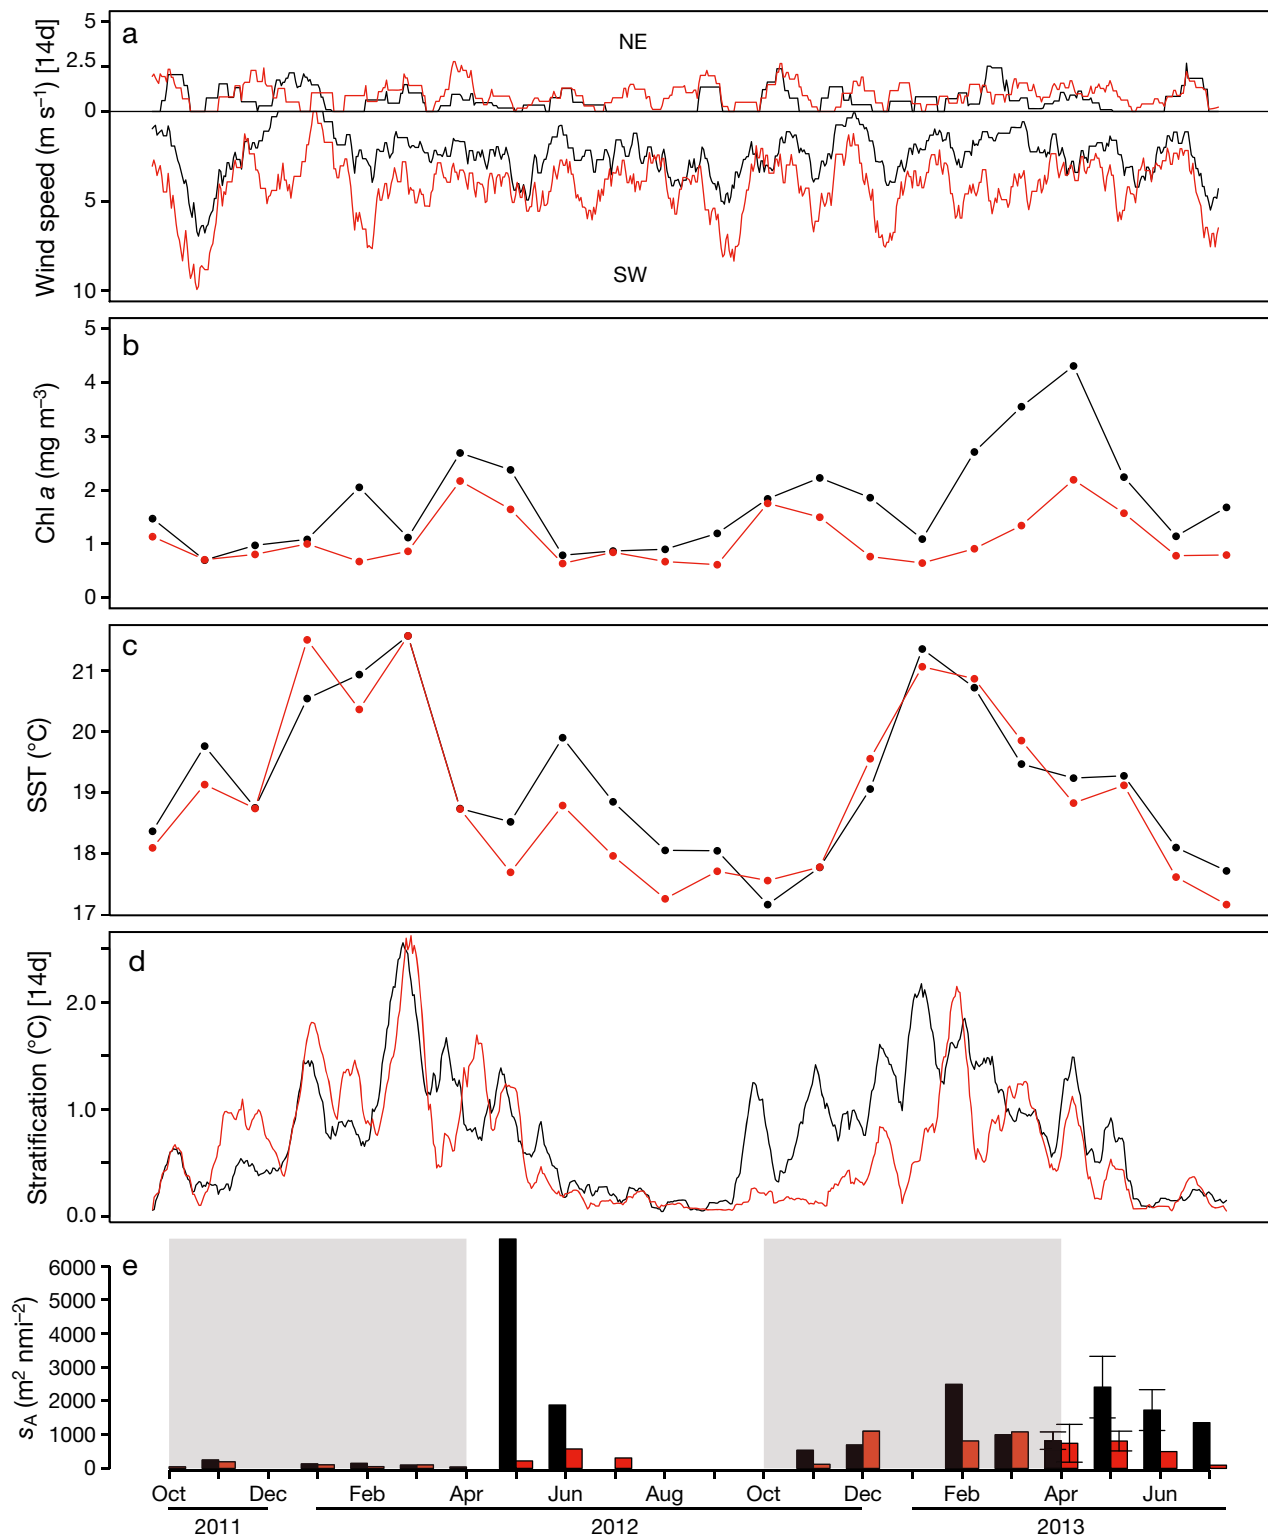 a
NE
SW
Wind speed (m s⁻¹) [14d]
5
2.5
0
5
10
b
Chl a (mg m⁻³)
5
4
3
2
1
0
c
SST (°C)
21
20
19
18
17
d
Stratification (°C) [14d]
2.0
1.0
0.0
e
sA (m² nmi⁻²)
6000
5000
4000
3000
2000
1000
0
Oct Dec Feb Apr Jun Aug Oct Dec Feb Apr Jun
2011 2012 2013